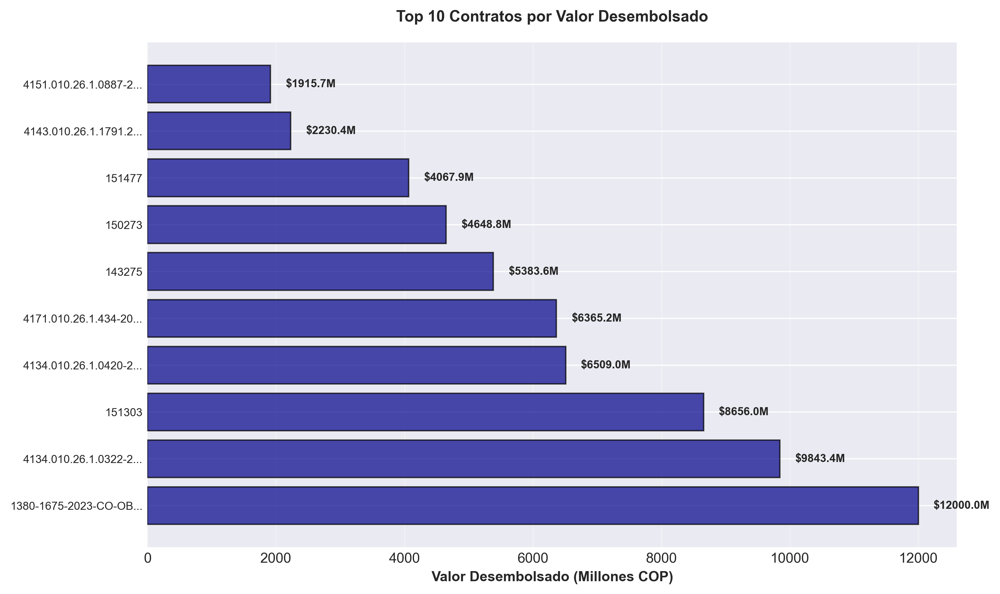 Top 10 Contratos por Valor Desembolsado
4151.010.26.1.0887-2... $1915.7M
4143.010.26.1.1791.2... $2230.4M
151477 $4067.9M
150273 $4648.8M
143275 $5383.6M
4171.010.26.1.434-20... $6365.2M
4134.010.26.1.0420-2... $6509.0M
151303 $8656.0M
4134.010.26.1.0322-2... $9843.4M
1380-1675-2023-CO-OB... $12000.0M
0 2000 4000 6000 8000 10000 12000
Valor Desembolsado (Millones COP)